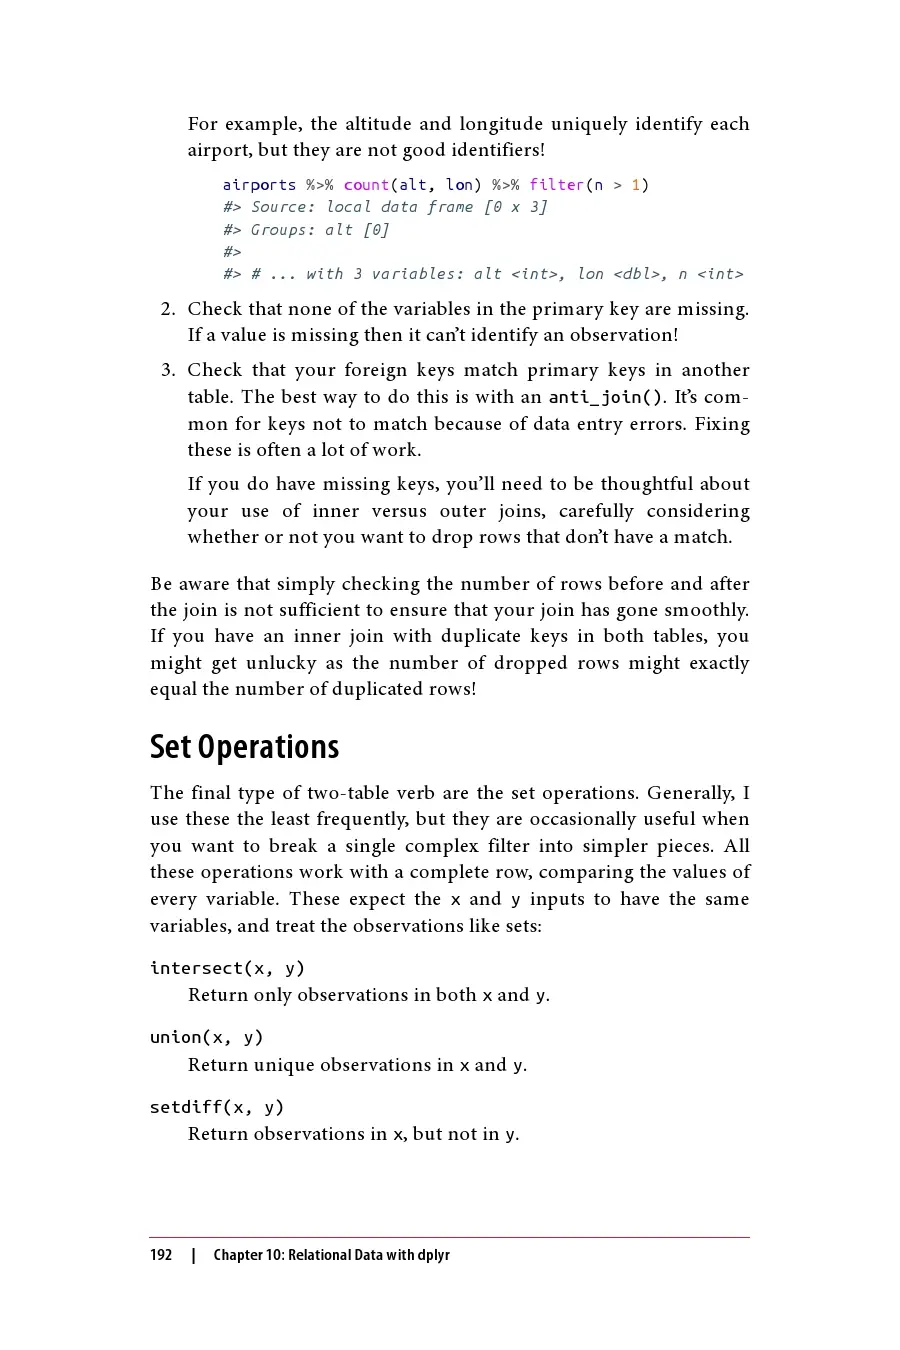 For example, the altitude and longitude uniquely identify each
airport, but they are not good identifiers!
airports %>% count(alt, lon) %>% filter(n > 1)
#> Source: local data frame [0 x 3]
#> Groups: alt [0]
#>
#> # ... with 3 variables: alt <int>, lon <dbl>, n <int>
2. Check that none of the variables in the primary key are missing.
If a value is missing then it can’t identify an observation!
3. Check that your foreign keys match primary keys in another
table. The best way to do this is with an anti_join(). It’s com-
mon for keys not to match because of data entry errors. Fixing
these is often a lot of work.
If you do have missing keys, you’ll need to be thoughtful about
your use of inner versus outer joins, carefully considering
whether or not you want to drop rows that don’t have a match.
Be aware that simply checking the number of rows before and after
the join is not sufficient to ensure that your join has gone smoothly.
If you have an inner join with duplicate keys in both tables, you
might get unlucky as the number of dropped rows might exactly
equal the number of duplicated rows!
Set Operations
The final type of two-table verb are the set operations. Generally, I
use these the least frequently, but they are occasionally useful when
you want to break a single complex filter into simpler pieces. All
these operations work with a complete row, comparing the values of
every variable. These expect the x and y inputs to have the same
variables, and treat the observations like sets:
intersect(x, y)
Return only observations in both x and y.
union(x, y)
Return unique observations in x and y.
setdiff(x, y)
Return observations in x, but not in y.
192 | Chapter 10: Relational Data with dplyr